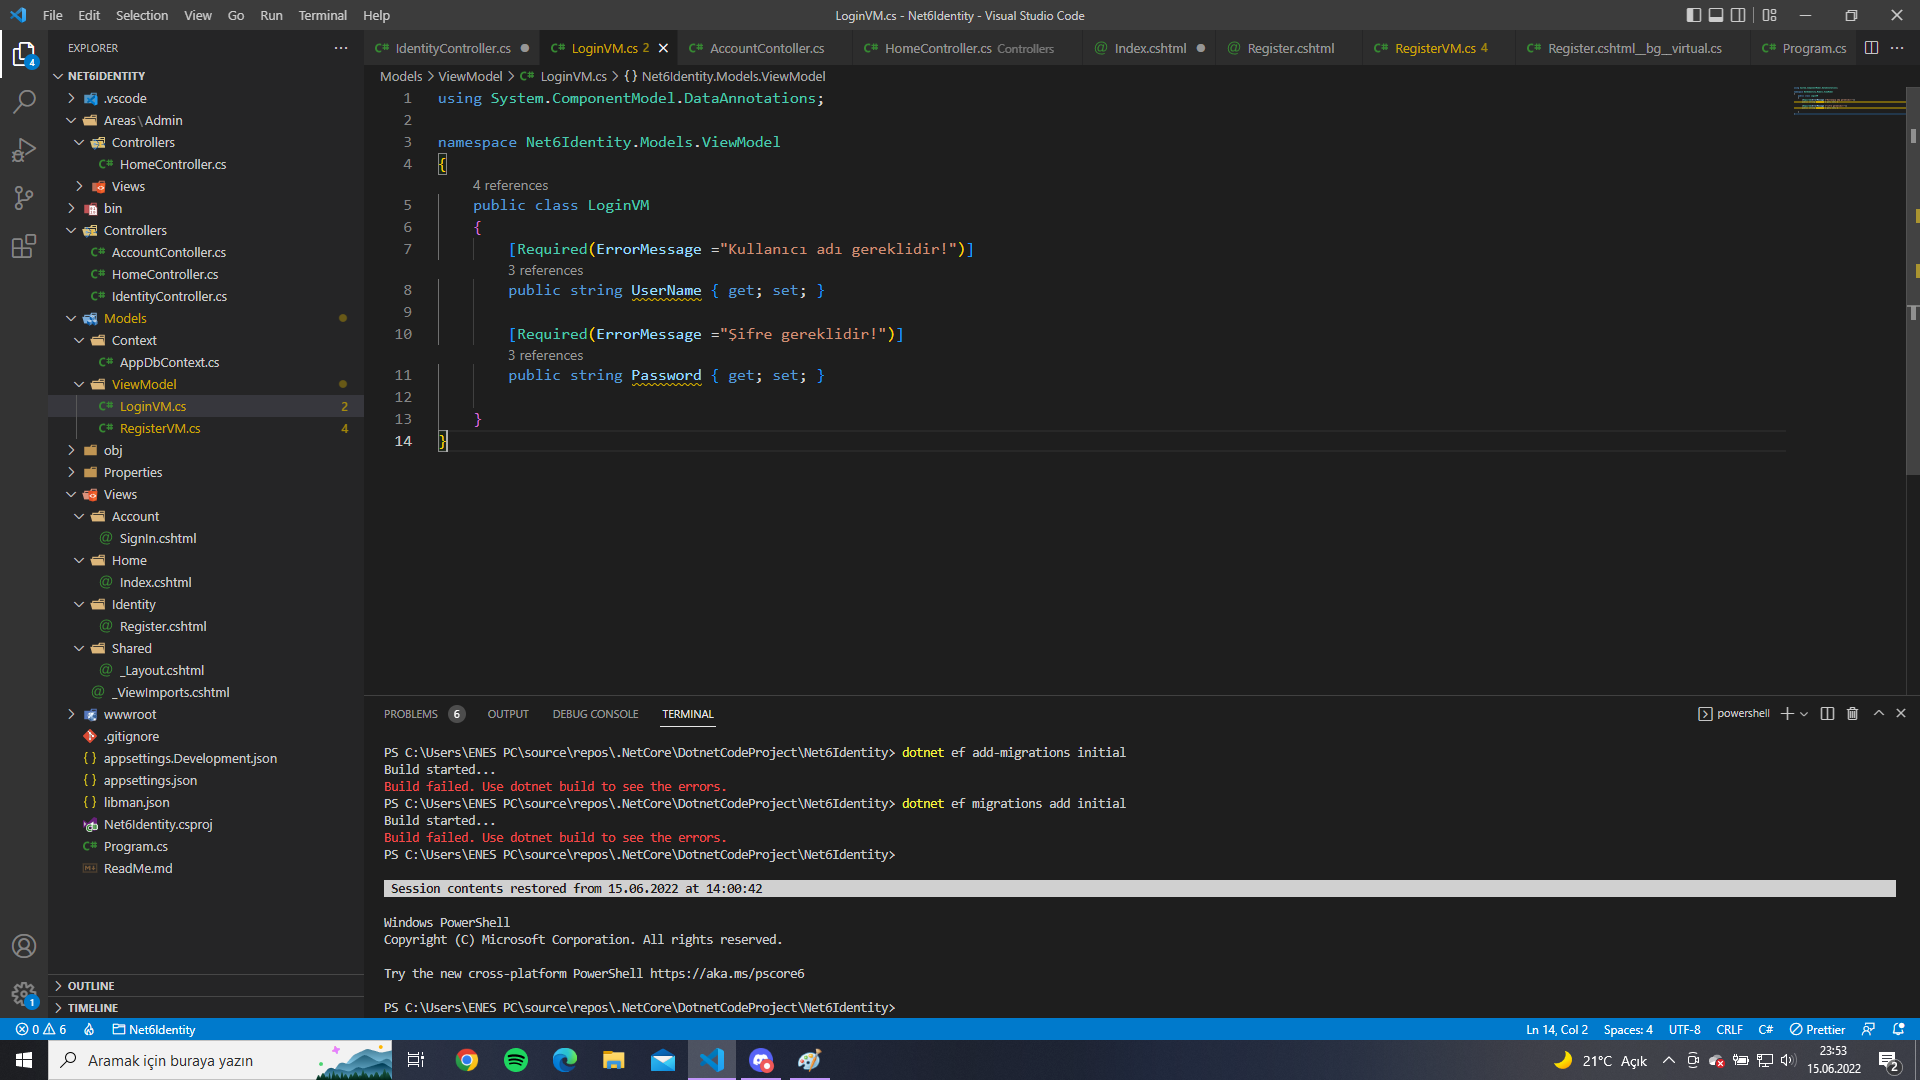 File Edit Selection View Go Run Terminal Help
LoginVM.cs - Net6Identity - Visual Studio Code
EXPLORER
NET6IDENTITY
.vscode
Areas\Admin
Controllers
C# HomeController.cs
Views
bin
Controllers
C# AccountContoller.cs
C# HomeController.cs
C# IdentityController.cs
Models
Context
C# AppDbContext.cs
ViewModel
C# LoginVM.cs 2
C# RegisterVM.cs 4
obj
Properties
Views
Account
@ SignIn.cshtml
Home
@ Index.cshtml
Identity
@ Register.cshtml
Shared
@ _Layout.cshtml
@ _ViewImports.cshtml
wwwroot
.gitignore
{ } appsettings.Development.json
{ } appsettings.json
{ } libman.json
Net6Identity.csproj
C# Program.cs
ReadMe.md
OUTLINE
TIMELINE
4
1
C# IdentityController.cs
C# LoginVM.cs 2
C# AccountContoller.cs
C# HomeController.cs Controllers
@ Index.cshtml
@ Register.cshtml
C# RegisterVM.cs 4
C# Register.cshtml__bg__virtual.cs
C# Program.cs
Models > ViewModel > C# LoginVM.cs > {} Net6Identity.Models.ViewModel
1 using System.ComponentModel.DataAnnotations;
2
3 namespace Net6Identity.Models.ViewModel
4 {
4 references
5 public class LoginVM
6 {
7 [Required(ErrorMessage ="Kullanıcı adı gereklidir!")]
3 references
8 public string UserName { get; set; }
9
10 [Required(ErrorMessage ="Şifre gereklidir!")]
3 references
11 public string Password { get; set; }
12
13 }
14 }
PROBLEMS 6 OUTPUT DEBUG CONSOLE TERMINAL
powershell
PS C:\Users\ENES PC\source\repos\.NetCore\DotnetCodeProject\Net6Identity> dotnet ef add-migrations initial
Build started...
Build failed. Use dotnet build to see the errors.
PS C:\Users\ENES PC\source\repos\.NetCore\DotnetCodeProject\Net6Identity> dotnet ef migrations add initial
Build started...
Build failed. Use dotnet build to see the errors.
PS C:\Users\ENES PC\source\repos\.NetCore\DotnetCodeProject\Net6Identity>
Session contents restored from 15.06.2022 at 14:00:42
Windows PowerShell
Copyright (C) Microsoft Corporation. All rights reserved.
Try the new cross-platform PowerShell https://aka.ms/pscore6
PS C:\Users\ENES PC\source\repos\.NetCore\DotnetCodeProject\Net6Identity>
0 6 Net6Identity
Ln 14, Col 2 Spaces: 4 UTF-8 CRLF C# Prettier
Aramak için buraya yazın
21°C Açık
23:53
15.06.2022
2